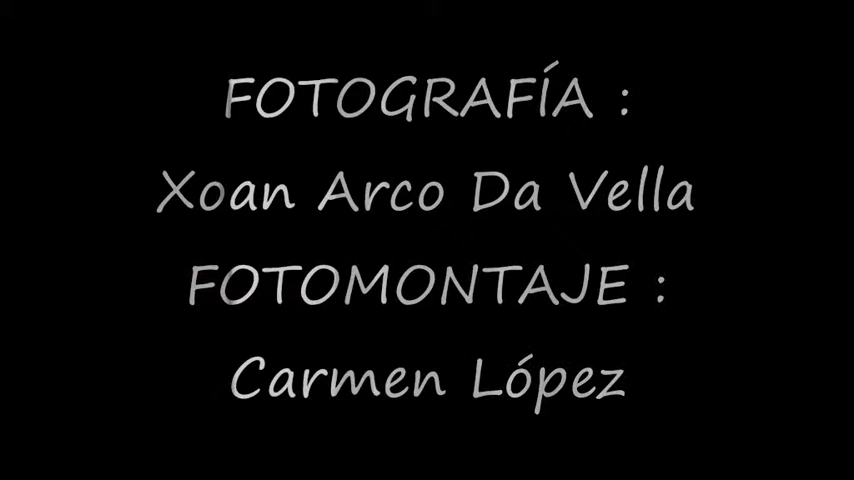 FOTOGRAFÍA :
Xoan Arco Da Vella
FOTOMONTAJE :
Carmen López